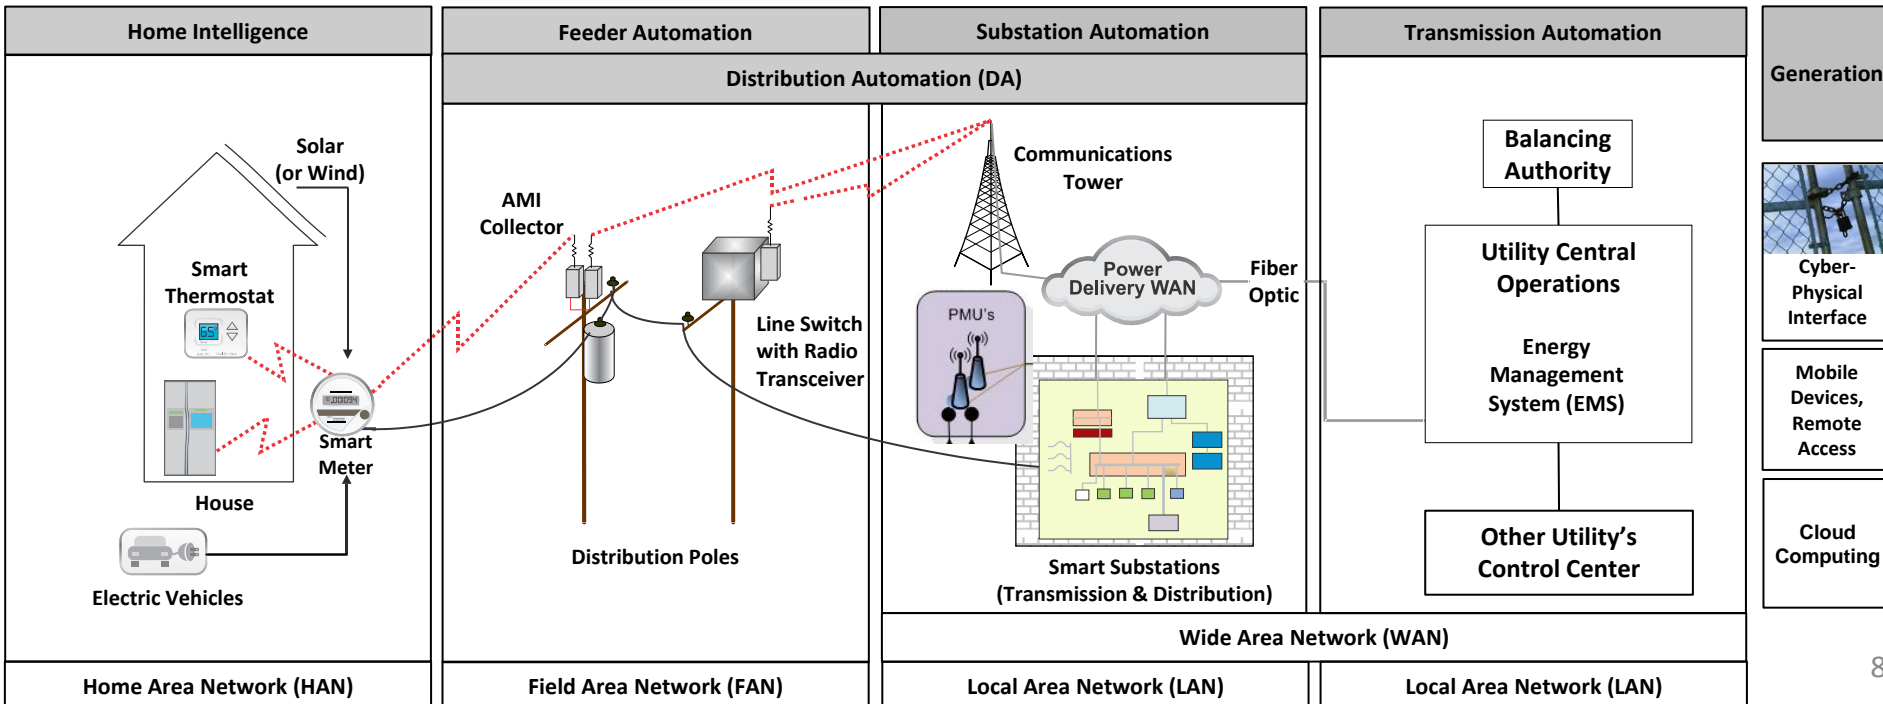 Home Intelligence
Feeder Automation
Substation Automation
Transmission Automation
Generation
Distribution Automation (DA)
Solar
(or Wind)
Smart
Thermostat
65°
Smart
Meter
House
Electric Vehicles
AMI
Collector
Line Switch
with Radio
Transceiver
Distribution Poles
Communications
Tower
Power
Delivery WAN
Fiber
Optic
PMU's
Smart Substations
(Transmission & Distribution)
Balancing
Authority
Utility Central
Operations
Energy
Management
System (EMS)
Other Utility’s
Control Center
Cyber-
Physical
Interface
Mobile
Devices,
Remote
Access
Cloud
Computing
Wide Area Network (WAN)
Home Area Network (HAN)
Field Area Network (FAN)
Local Area Network (LAN)
Local Area Network (LAN)
8